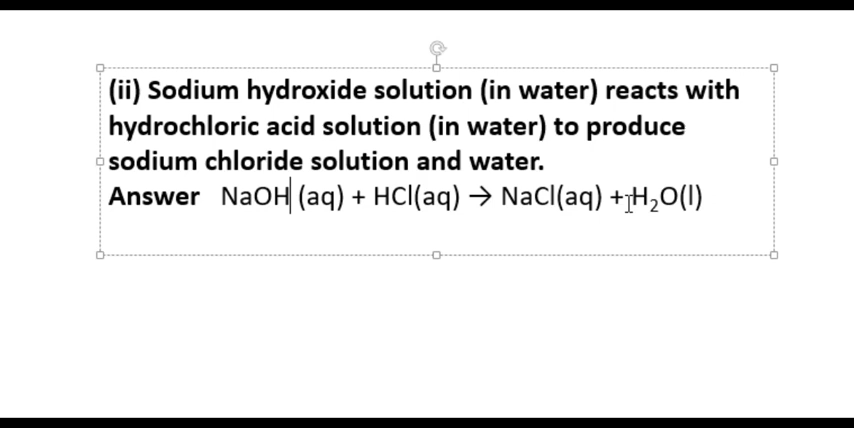 (ii) Sodium hydroxide solution (in water) reacts with
hydrochloric acid solution (in water) to produce
sodium chloride solution and water.
Answer NaOH (aq) + HCl(aq) → NaCl(aq) + H₂O(l)